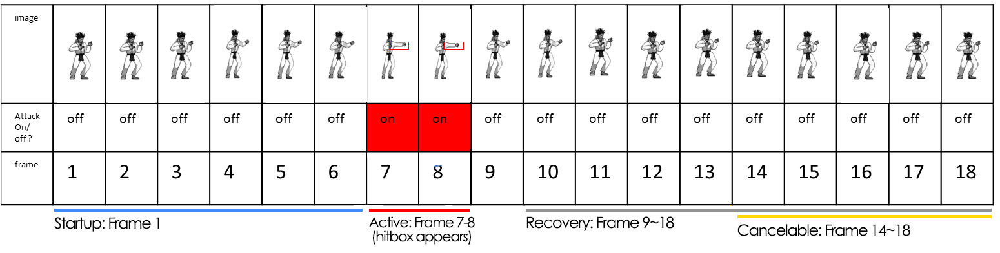 image
Attack
On/
off ?
off off off off off off on on off off off off off off off off off off
frame
1 2 3 4 5 6 7 8 9 10 11 12 13 14 15 16 17 18
Startup: Frame 1
Active: Frame 7-8
(hitbox appears)
Recovery: Frame 9~18
Cancelable: Frame 14~18